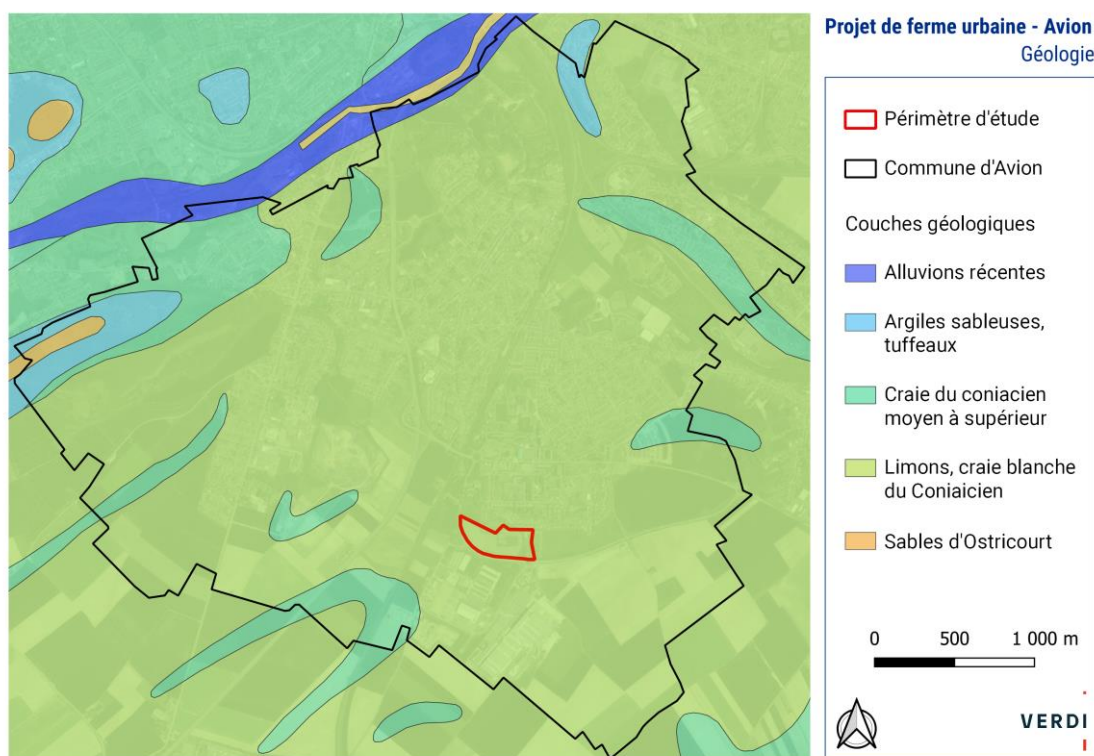 Projet de ferme urbaine - Avion
Géologie
Périmètre d'étude
Commune d'Avion
Couches géologiques
Alluvions récentes
Argiles sableuses,
tuffeaux
Craie du coniacien
moyen à supérieur
Limons, craie blanche
du Coniaicien
Sables d'Ostricourt
0 500 1 000 m
VERDI